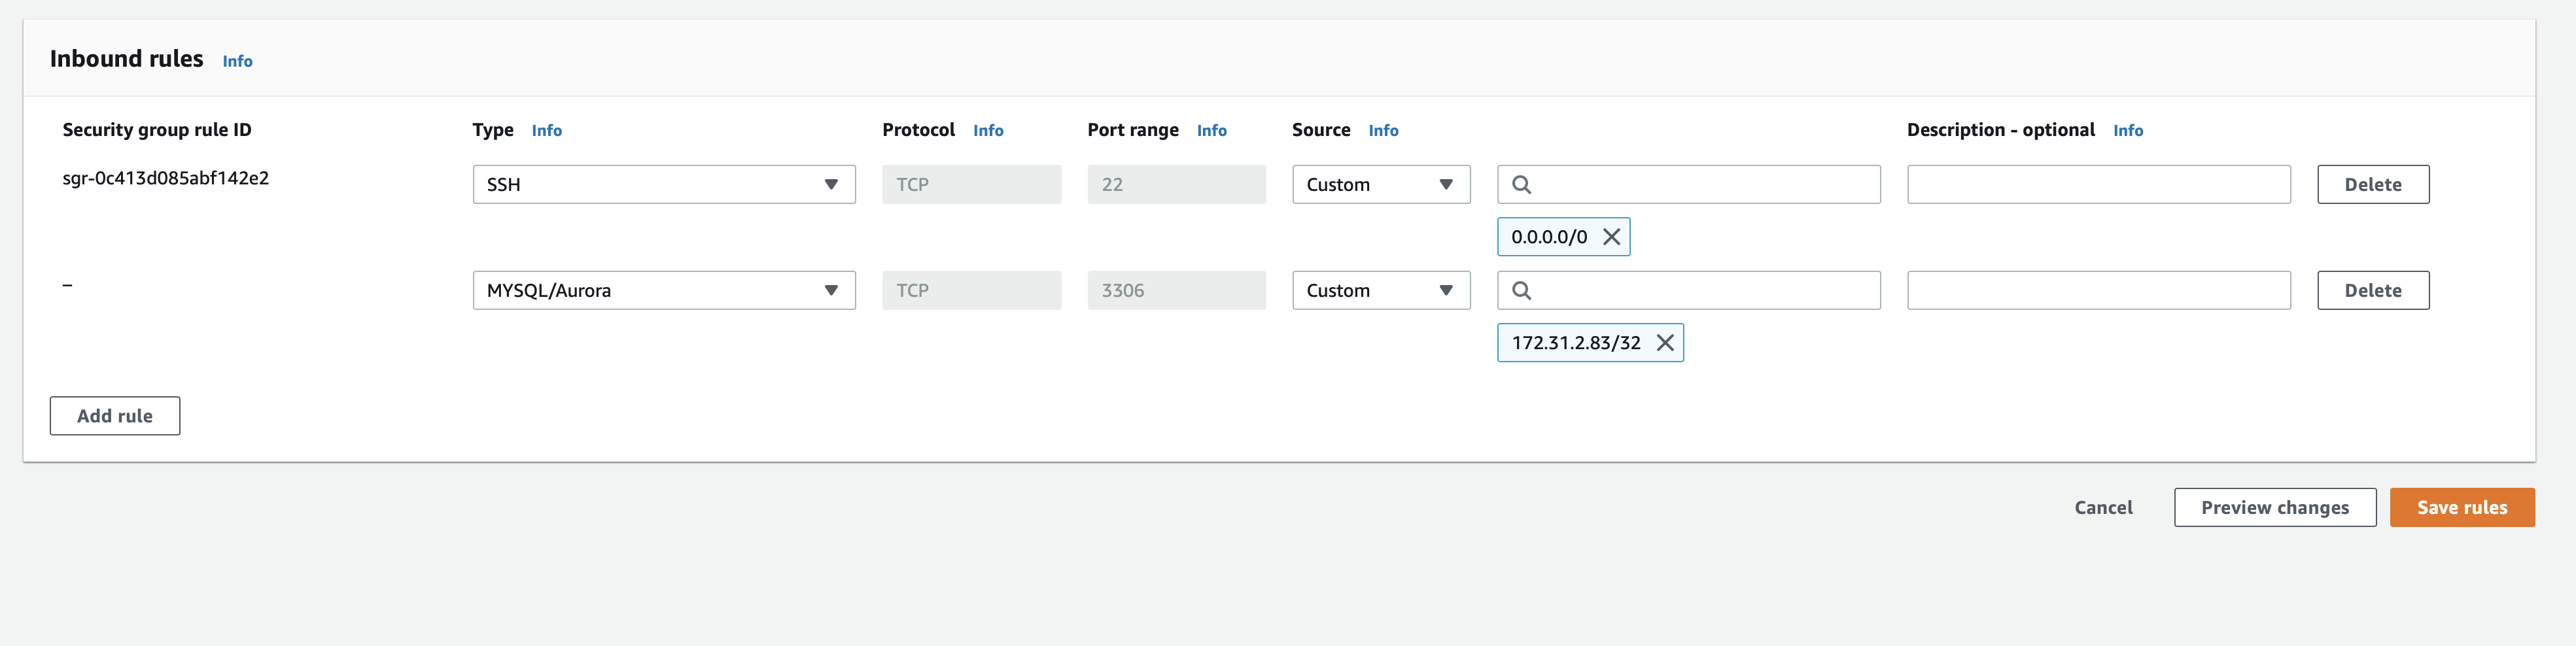 Inbound rules Info
Security group rule ID Type Info Protocol Info Port range Info Source Info Description - optional Info
sgr-0c413d085abf142e2 SSH TCP 22 Custom Delete
0.0.0.0/0
– MYSQL/Aurora TCP 3306 Custom Delete
172.31.2.83/32
Add rule
Cancel Preview changes Save rules